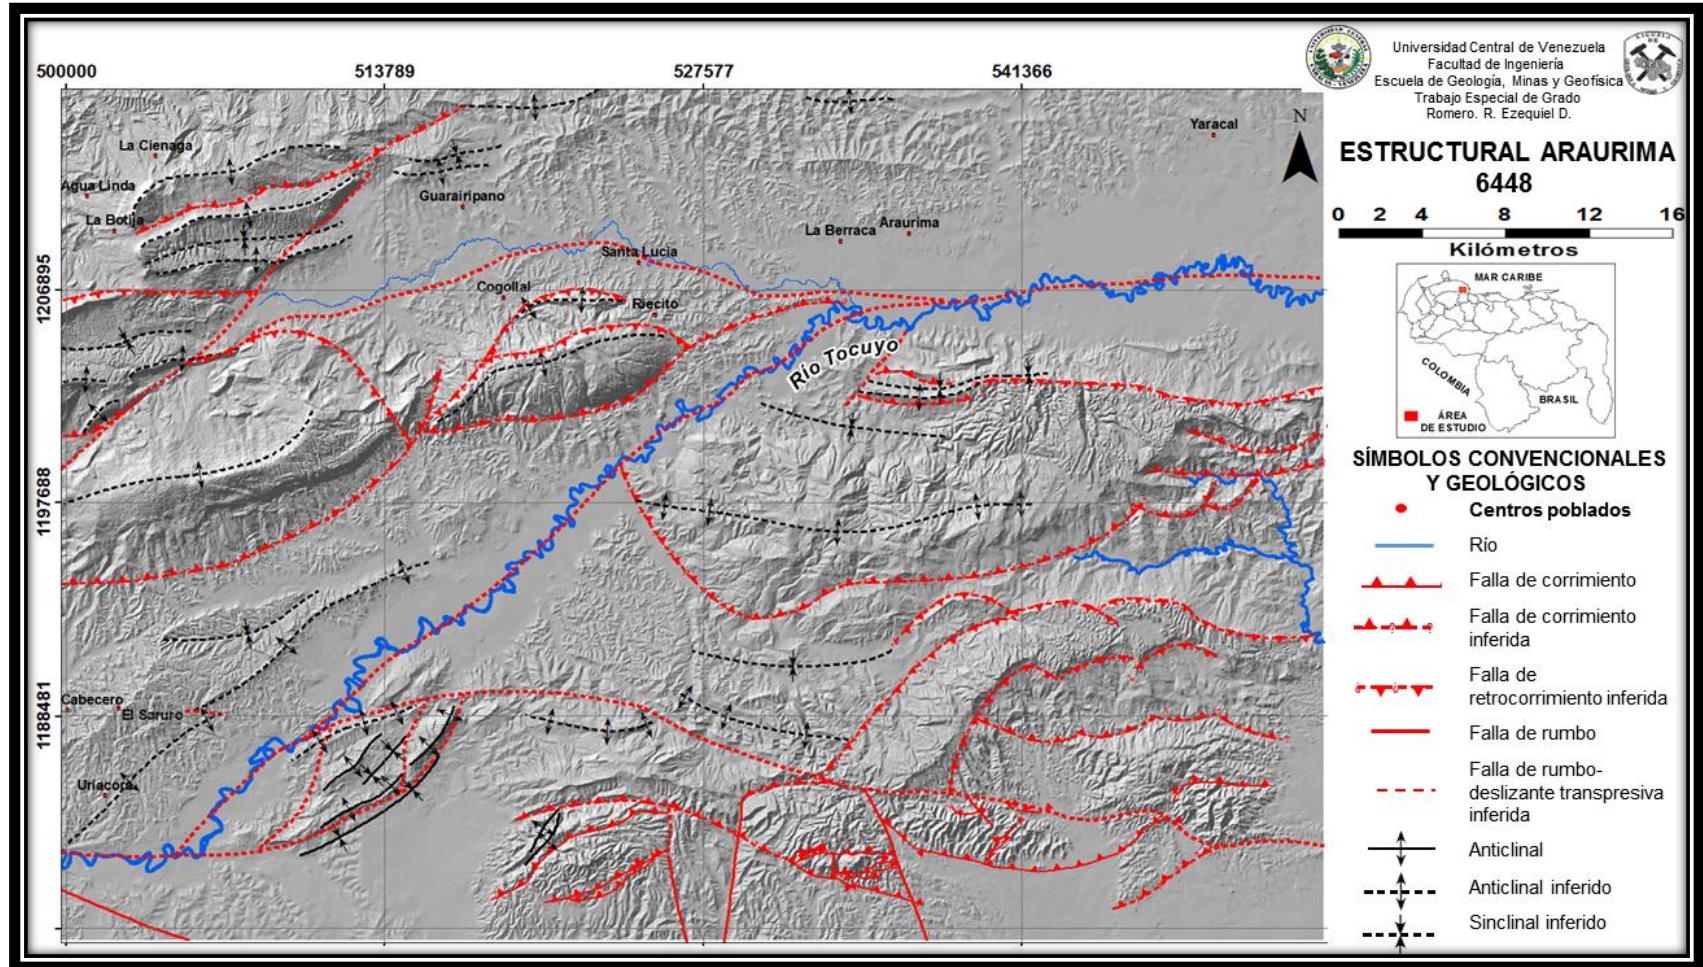 500000
513789
527577
541366
1206895
1197688
1188481
La Cienaga
Agua Linda
La Botija
Guarairipano
Yaracal
La Berraca
Araurima
Santa Lucia
Cogollal
Riecito
Río Tocuyo
Cabecero
El Saruro
Uriacora
N
Universidad Central de Venezuela
Facultad de Ingeniería
Escuela de Geología, Minas y Geofísica
Trabajo Especial de Grado
Romero. R. Ezequiel D.
ESTRUCTURAL ARAURIMA
6448
0 2 4 8 12 16
Kilómetros
MAR CARIBE
COLOMBIA
BRASIL
ÁREA
DE ESTUDIO
SÍMBOLOS CONVENCIONALES
Y GEOLÓGICOS
Centros poblados
Río
Falla de corrimiento
Falla de corrimiento
inferida
Falla de
retrocorrimiento inferida
Falla de rumbo
Falla de rumbo-
deslizante transpresiva
inferida
Anticlinal
Anticlinal inferido
Sinclinal inferido